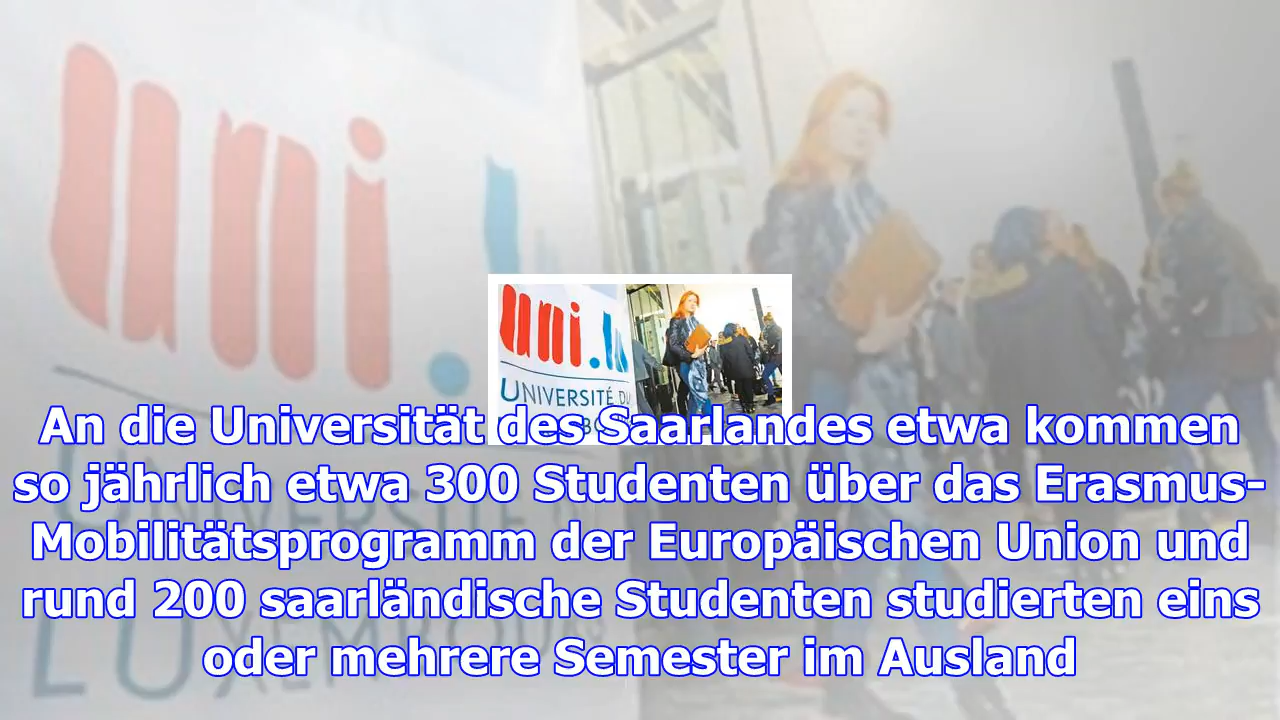 uni.lu
UNIVERSITÉ DU
An die Universität des Saarlandes etwa kommen
so jährlich etwa 300 Studenten über das Erasmus-
Mobilitätsprogramm der Europäischen Union und
rund 200 saarländische Studenten studierten eins
oder mehrere Semester im Ausland